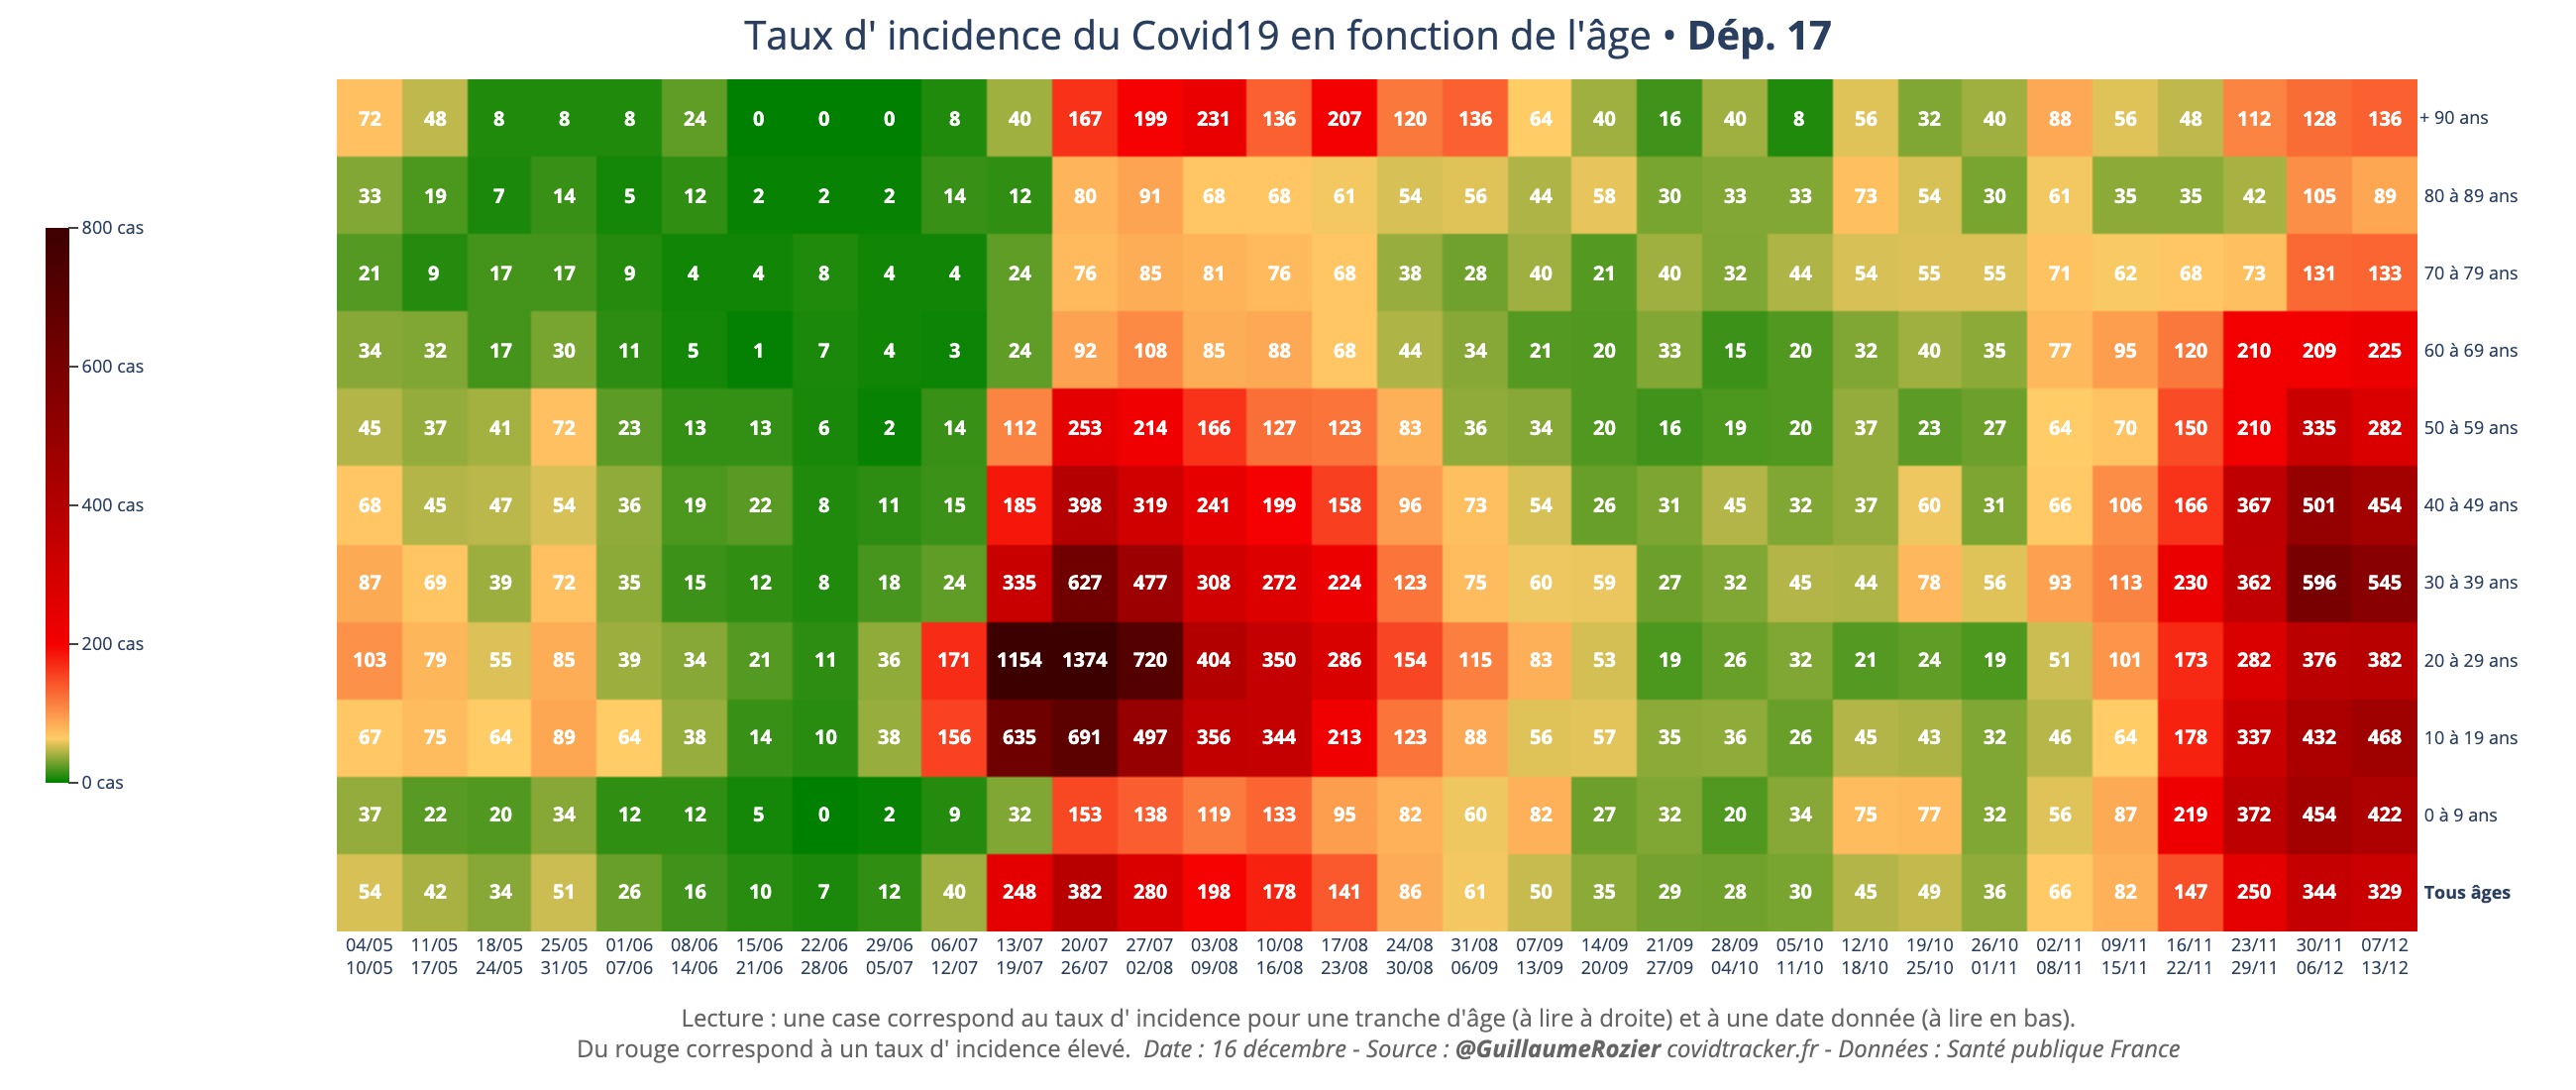 Taux d' incidence du Covid19 en fonction de l'âge • Dép. 17
800 cas
600 cas
400 cas
200 cas
0 cas
72 48 8 8 8 24 0 0 0 8 40 167 199 231 136 207 120 136 64 40 16 40 8 56 32 40 88 56 48 112 128 136 + 90 ans
33 19 7 14 5 12 2 2 2 14 12 80 91 68 68 61 54 56 44 58 30 33 33 73 54 30 61 35 35 42 105 89 80 à 89 ans
21 9 17 17 9 4 4 8 4 4 24 76 85 81 76 68 38 28 40 21 40 32 44 54 55 55 71 62 68 73 131 133 70 à 79 ans
34 32 17 30 11 5 1 7 4 3 24 92 108 85 88 68 44 34 21 20 33 15 20 32 40 35 77 95 120 210 209 225 60 à 69 ans
45 37 41 72 23 13 13 6 2 14 112 253 214 166 127 123 83 36 34 20 16 19 20 37 23 27 64 70 150 210 335 282 50 à 59 ans
68 45 47 54 36 19 22 8 11 15 185 398 319 241 199 158 96 73 54 26 31 45 32 37 60 31 66 106 166 367 501 454 40 à 49 ans
87 69 39 72 35 15 12 8 18 24 335 627 477 308 272 224 123 75 60 59 27 32 45 44 78 56 93 113 230 362 596 545 30 à 39 ans
103 79 55 85 39 34 21 11 36 171 1154 1374 720 404 350 286 154 115 83 53 19 26 32 21 24 19 51 101 173 282 376 382 20 à 29 ans
67 75 64 89 64 38 14 10 38 156 635 691 497 356 344 213 123 88 56 57 35 36 26 45 43 32 46 64 178 337 432 468 10 à 19 ans
37 22 20 34 12 12 5 0 2 9 32 153 138 119 133 95 82 60 82 27 32 20 34 75 77 32 56 87 219 372 454 422 0 à 9 ans
54 42 34 51 26 16 10 7 12 40 248 382 280 198 178 141 86 61 50 35 29 28 30 45 49 36 66 82 147 250 344 329 Tous âges
04/05 11/05 18/05 25/05 01/06 08/06 15/06 22/06 29/06 06/07 13/07 20/07 27/07 03/08 10/08 17/08 24/08 31/08 07/09 14/09 21/09 28/09 05/10 12/10 19/10 26/10 02/11 09/11 16/11 23/11 30/11 07/12
10/05 17/05 24/05 31/05 07/06 14/06 21/06 28/06 05/07 12/07 19/07 26/07 02/08 09/08 16/08 23/08 30/08 06/09 13/09 20/09 27/09 04/10 11/10 18/10 25/10 01/11 08/11 15/11 22/11 29/11 06/12 13/12
Lecture : une case correspond au taux d' incidence pour une tranche d'âge (à lire à droite) et à une date donnée (à lire en bas).
Du rouge correspond à un taux d' incidence élevé. Date : 16 décembre - Source : @GuillaumeRozier covidtracker.fr - Données : Santé publique France